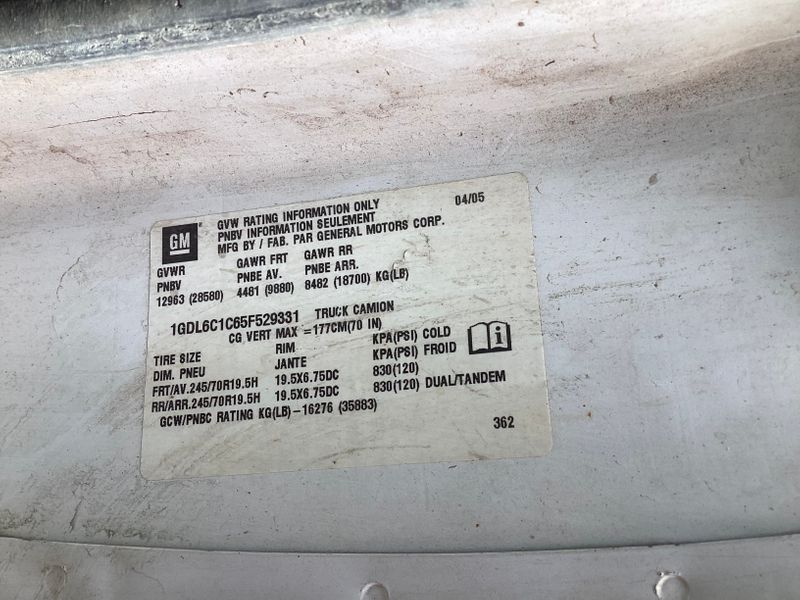 GM
GVW RATING INFORMATION ONLY 04/05
PNBV INFORMATION SEULEMENT
MFG BY / FAB. PAR GENERAL MOTORS CORP.
GVWR GAWR FRT GAWR RR
PNBV PNBE AV. PNBE ARR.
12963 (28580) 4481 (9880) 8482 (18700) KG(LB)
1GDL6C1C65F529331 TRUCK CAMION
CG VERT MAX =177CM(70 IN)
TIRE SIZE RIM KPA(PSI) COLD
DIM. PNEU JANTE KPA(PSI) FROID
FRT/AV.245/70R19.5H 19.5X6.75DC 830(120)
RR/ARR.245/70R19.5H 19.5X6.75DC 830(120) DUAL/TANDEM
GCW/PNBC RATING KG(LB)-16276 (35883)
362